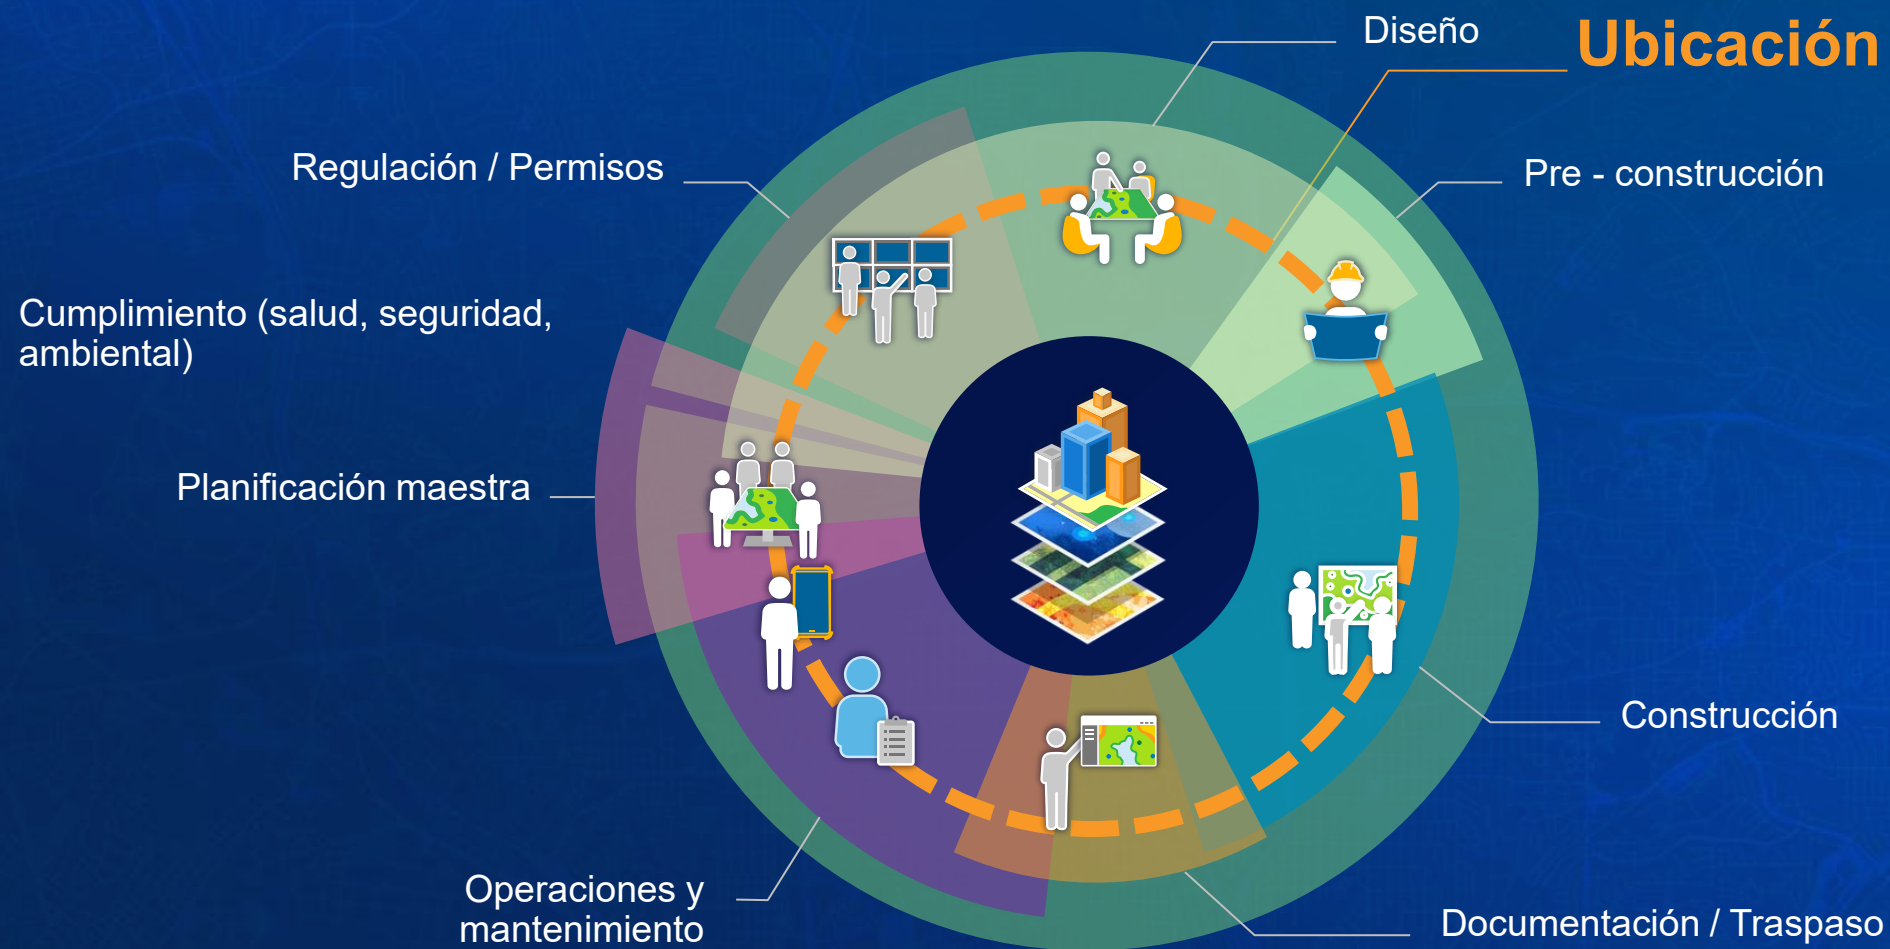 Diseño
Ubicación
Regulación / Permisos
Pre - construcción
Cumplimiento (salud, seguridad,
ambiental)
Planificación maestra
Construcción
Operaciones y
mantenimiento
Documentación / Traspaso